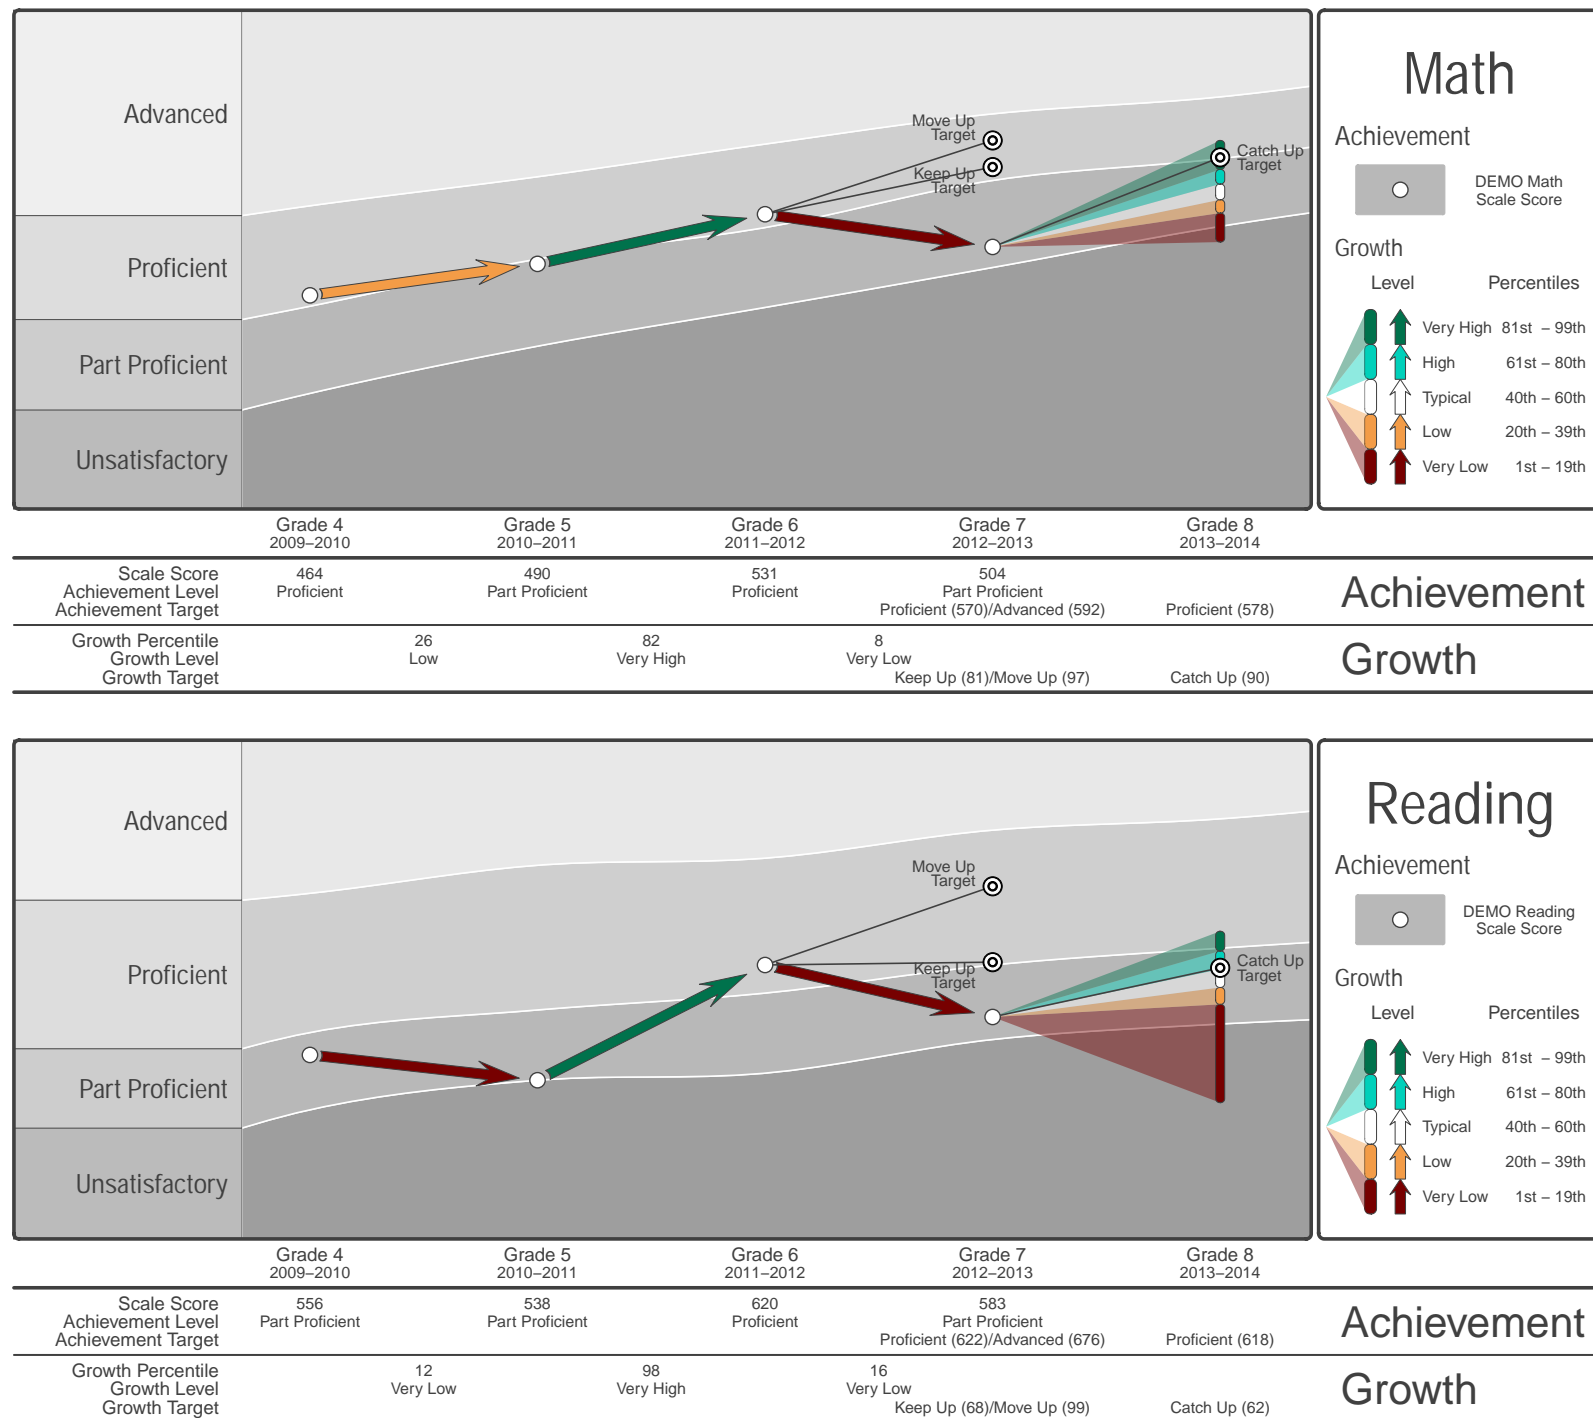 Advanced
Proficient
Part Proficient
Unsatisfactory
Move Up
Target
Keep Up
Target
Catch Up
Target
Math
Achievement
DEMO Math
Scale Score
Growth
Level Percentiles
Very High 81st – 99th
High 61st – 80th
Typical 40th – 60th
Low 20th – 39th
Very Low 1st – 19th
Grade 4 Grade 5 Grade 6 Grade 7 Grade 8
2009–2010 2010–2011 2011–2012 2012–2013 2013–2014
Scale Score 464 490 531 504
Achievement Level Proficient Part Proficient Proficient Part Proficient
Achievement Target Proficient (570)/Advanced (592) Proficient (578)
Achievement
Growth Percentile 26 82 8
Growth Level Low Very High Very Low
Growth Target Keep Up (81)/Move Up (97) Catch Up (90)
Growth
Advanced
Proficient
Part Proficient
Unsatisfactory
Move Up
Target
Keep Up
Target
Catch Up
Target
Reading
Achievement
DEMO Reading
Scale Score
Growth
Level Percentiles
Very High 81st – 99th
High 61st – 80th
Typical 40th – 60th
Low 20th – 39th
Very Low 1st – 19th
Grade 4 Grade 5 Grade 6 Grade 7 Grade 8
2009–2010 2010–2011 2011–2012 2012–2013 2013–2014
Scale Score 556 538 620 583
Achievement Level Part Proficient Part Proficient Proficient Part Proficient
Achievement Target Proficient (622)/Advanced (676) Proficient (618)
Achievement
Growth Percentile 12 98 16
Growth Level Very Low Very High Very Low
Growth Target Keep Up (68)/Move Up (99) Catch Up (62)
Growth